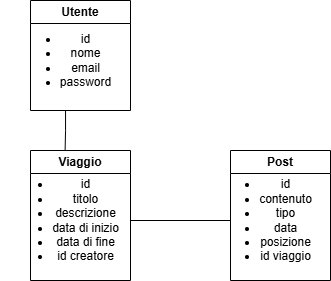 Utente
id
nome
email
password
Viaggio
id
titolo
descrizione
data di inizio
data di fine
id creatore
Post
id
contenuto
tipo
data
posizione
id viaggio